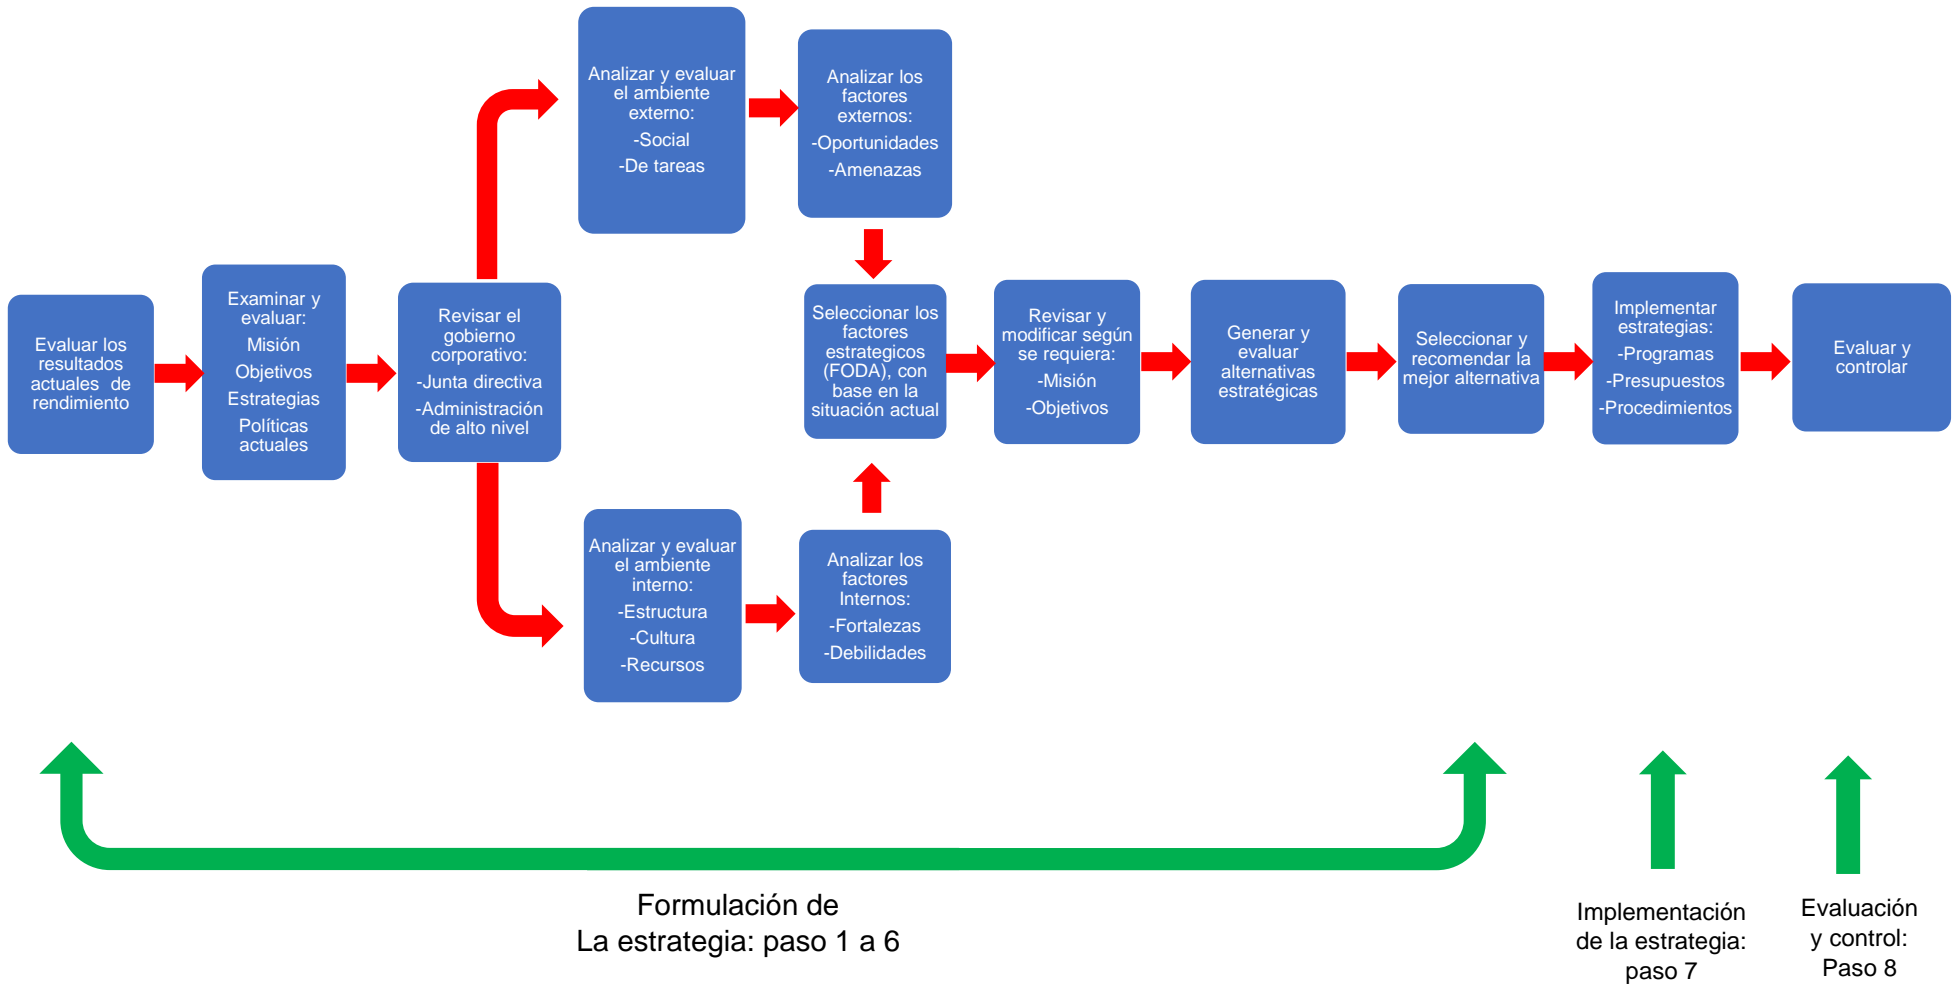 Evaluar los
resultados
actuales de
rendimiento
Examinar y
evaluar:
Misión
Objetivos
Estrategias
Políticas
actuales
Revisar el
gobierno
corporativo:
-Junta directiva
-Administración
de alto nivel
Analizar y evaluar
el ambiente
externo:
-Social
-De tareas
Analizar los
factores
externos:
-Oportunidades
-Amenazas
Analizar y evaluar
el ambiente
interno:
-Estructura
-Cultura
-Recursos
Analizar los
factores
Internos:
-Fortalezas
-Debilidades
Seleccionar los
factores
estrategicos
(FODA), con
base en la
situación actual
Revisar y
modificar según
se requiera:
-Misión
-Objetivos
Generar y
evaluar
alternativas
estratégicas
Seleccionar y
recomendar la
mejor alternativa
Implementar
estrategias:
-Programas
-Presupuestos
-Procedimientos
Evaluar y
controlar
Formulación de
La estrategia: paso 1 a 6
Implementación
de la estrategia:
paso 7
Evaluación
y control:
Paso 8